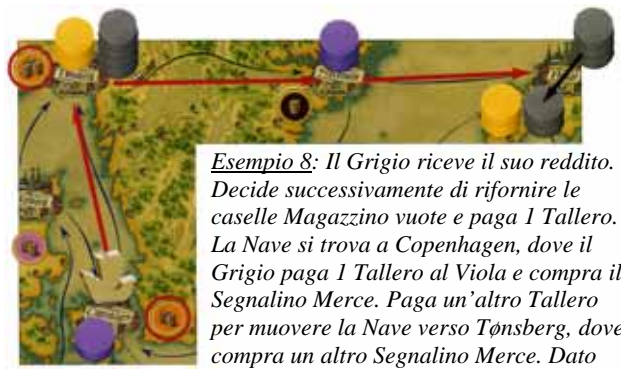 Esempio 8: Il Grigio riceve il suo reddito.
Decide successivamente di rifornire le
caselle Magazzino vuote e paga 1 Tallero.
La Nave si trova a Copenhagen, dove il
Grigio paga 1 Tallero al Viola e compra il
Segnalino Merce. Paga un'altro Tallero
per muovere la Nave verso Tønsberg, dove
compra un altro Segnalino Merce. Dato